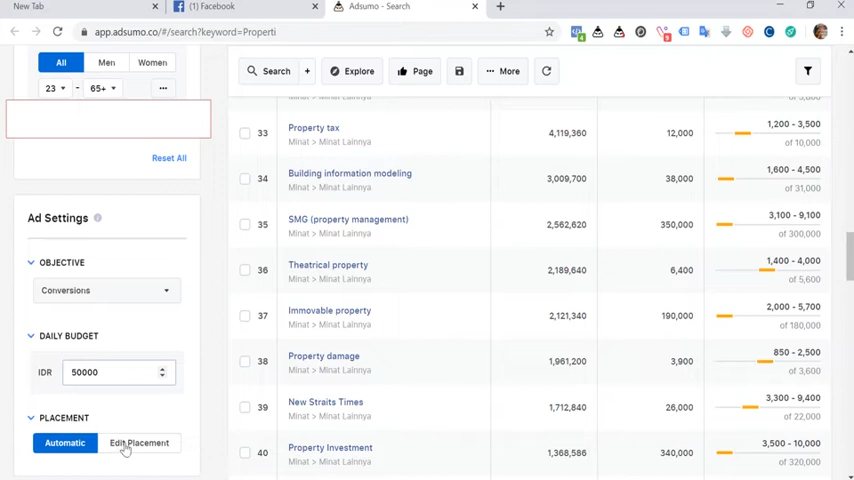 New Tab
(1) Facebook
Adsumo - Search
app.adsumo.co/#/search?keyword=Properti
All
Men
Women
23
-
65+
Reset All
Ad Settings
OBJECTIVE
Conversions
DAILY BUDGET
IDR
50000
PLACEMENT
Automatic
Edit Placement
Search
+
Explore
Page
More
Minat > Minat Lainnya
33
Property tax
Minat > Minat Lainnya
4,119,360
12,000
1,200 - 3,500
of 10,000
34
Building information modeling
Minat > Minat Lainnya
3,009,700
38,000
1,600 - 4,500
of 31,000
35
SMG (property management)
Minat > Minat Lainnya
2,562,620
350,000
3,100 - 9,100
of 300,000
36
Theatrical property
Minat > Minat Lainnya
2,189,640
6,400
1,400 - 4,000
of 5,600
37
Immovable property
Minat > Minat Lainnya
2,121,340
190,000
2,000 - 5,700
of 180,000
38
Property damage
Minat > Minat Lainnya
1,961,200
3,900
850 - 2,500
of 3,600
39
New Straits Times
Minat > Minat Lainnya
1,712,840
26,000
3,300 - 9,400
of 22,000
40
Property Investment
Minat > Minat Lainnya
1,368,586
340,000
3,500 - 10,000
of 320,000